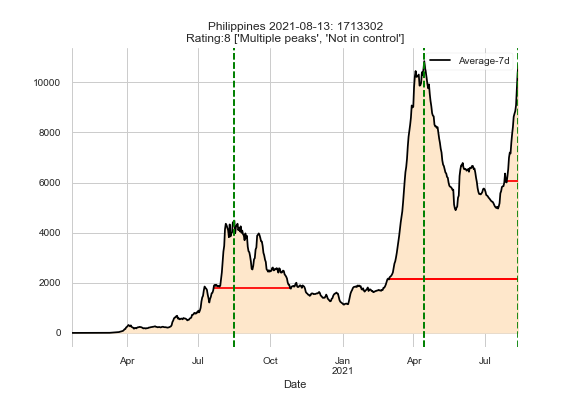 Philippines 2021-08-13: 1713302
Rating:8 ['Multiple peaks', 'Not in control']
Average-7d
10000
8000
6000
4000
2000
0
Apr
Jul
Oct
Jan
2021
Apr
Jul
Date